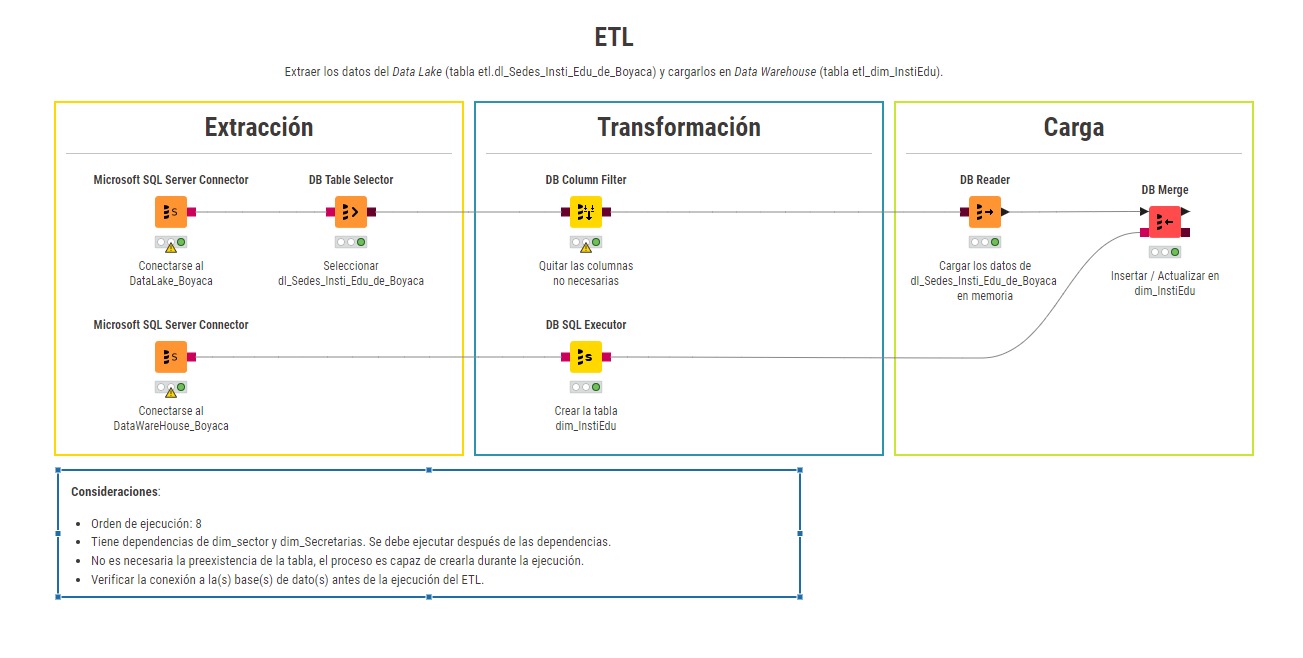 ETL
Extraer los datos del Data Lake (tabla etl.dl_Sedes_Insti_Edu_de_Boyaca) y cargarlos en Data Warehouse (tabla etl_dim_InstiEdu).
Extracción
Microsoft SQL Server Connector
DB Table Selector
S
Conectarse al
DataLake_Boyaca
Seleccionar
dl_Sedes_Insti_Edu_de_Boyaca
Microsoft SQL Server Connector
S
Conectarse al
DataWareHouse_Boyaca
Transformación
DB Column Filter
Quitar las columnas
no necesarias
DB SQL Executor
S
Crear la tabla
dim_InstiEdu
Carga
DB Reader
Cargar los datos de
dl_Sedes_Insti_Edu_de_Boyaca
en memoria
DB Merge
Insertar / Actualizar en
dim_InstiEdu
Consideraciones:
• Orden de ejecución: 8
• Tiene dependencias de dim_sector y dim_Secretarias. Se debe ejecutar después de las dependencias.
• No es necesaria la preexistencia de la tabla, el proceso es capaz de crearla durante la ejecución.
• Verificar la conexión a la(s) base(s) de dato(s) antes de la ejecución del ETL.